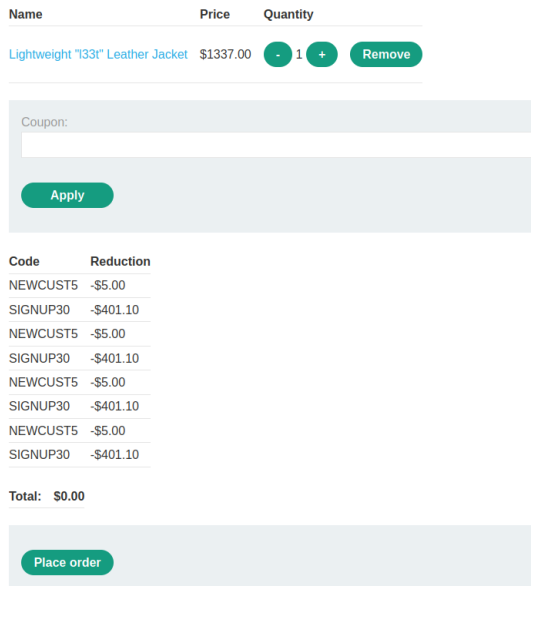 Name Price Quantity
Lightweight "l33t" Leather Jacket $1337.00 - 1 + Remove
Coupon:
Apply
Code Reduction
NEWCUST5 -$5.00
SIGNUP30 -$401.10
NEWCUST5 -$5.00
SIGNUP30 -$401.10
NEWCUST5 -$5.00
SIGNUP30 -$401.10
NEWCUST5 -$5.00
SIGNUP30 -$401.10
Total: $0.00
Place order